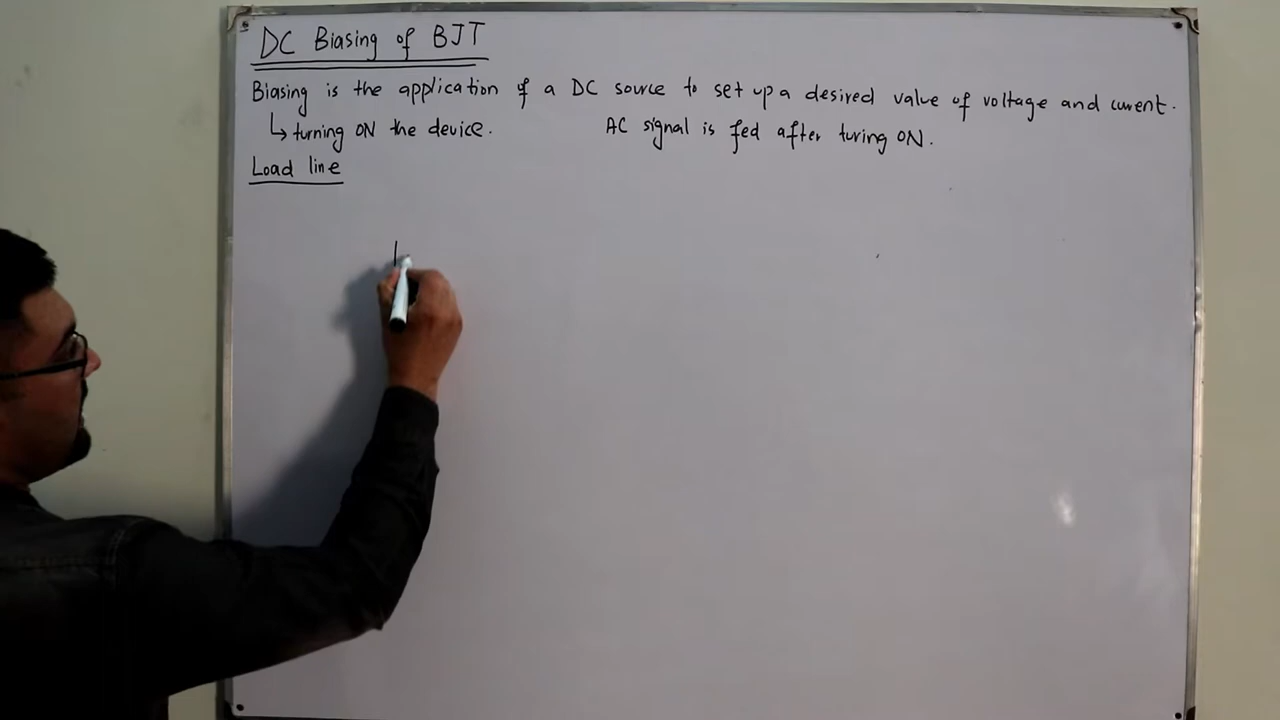 DC Biasing of BJT
Biasing is the application of a DC source to set up a desired value of voltage and current.
↳ turning ON the device. AC signal is fed after turing ON.
Load line